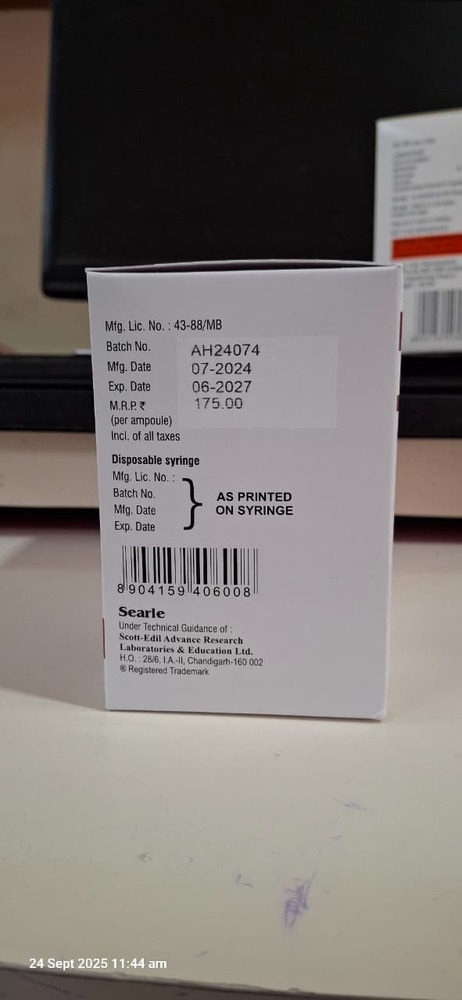 Mfg. Lic. No. : 43-88/MB
Batch No. AH24074
Mfg. Date 07-2024
Exp. Date 06-2027
M.R.P. ₹ 175.00
(per ampoule)
Incl. of all taxes
Disposable syringe
Mfg. Lic. No. :
Batch No.
Mfg. Date
Exp. Date
AS PRINTED
ON SYRINGE
8 904159 406008
Searle
Under Technical Guidance of :
Scott-Edil Advance Research
Laboratories & Education Ltd.
H.O. : 28/6, I.A.-II, Chandigarh-160 002
® Registered Trademark
24 Sept 2025 11:44 am